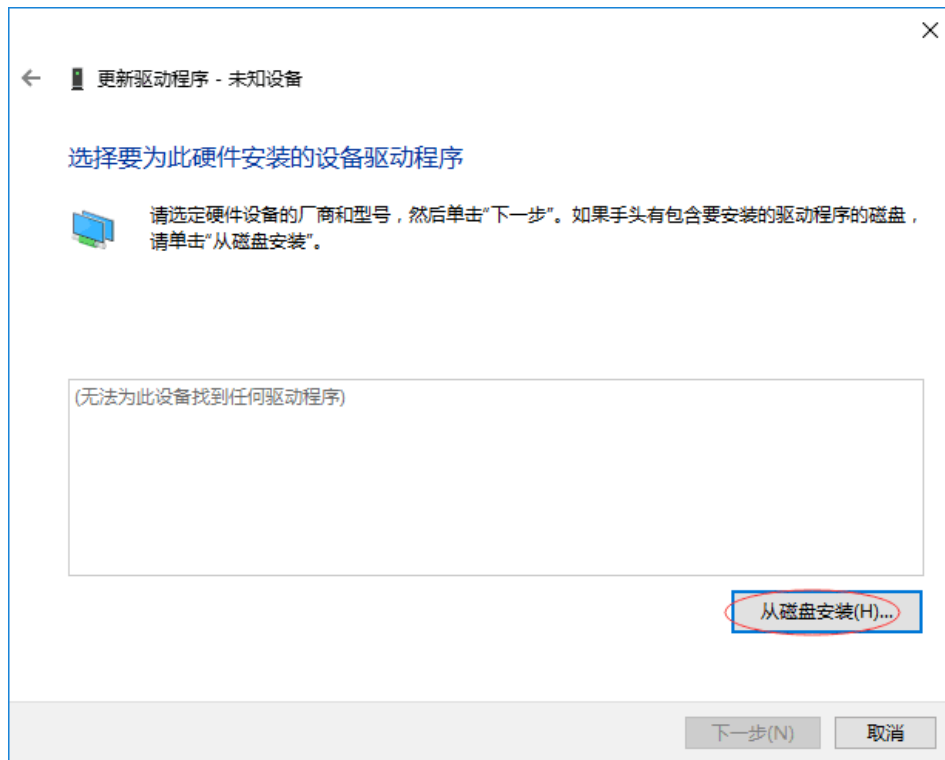 更新驱动程序 - 未知设备
选择要为此硬件安装的设备驱动程序
请选定硬件设备的厂商和型号，然后单击“下一步”。如果手头有包含要安装的驱动程序的磁盘，
请单击“从磁盘安装”。
(无法为此设备找到任何驱动程序)
从磁盘安装(H)...
下一步(N)
取消